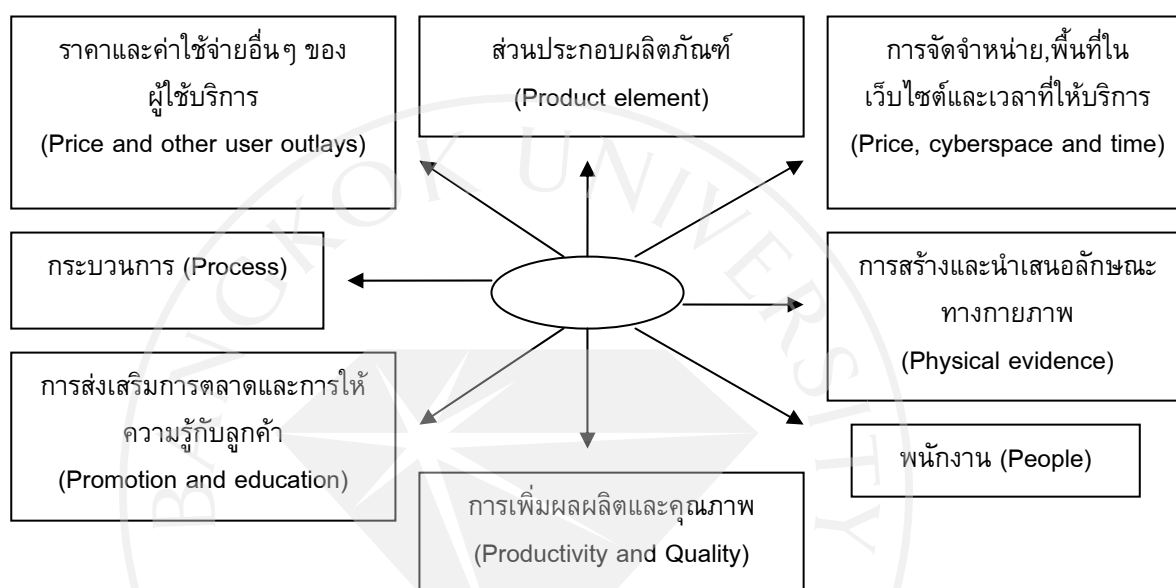 ราคาและค่าใช้จ่ายอื่นๆ ของ
ผู้ใช้บริการ
(Price and other user outlays)
ส่วนประกอบผลิตภัณฑ์
(Product element)
การจัดจำหน่าย,พื้นที่ใน
เว็บไซต์และเวลาที่ให้บริการ
(Price, cyberspace and time)
กระบวนการ (Process)
การสร้างและนำเสนอลักษณะ
ทางกายภาพ
(Physical evidence)
การส่งเสริมการตลาดและการให้
ความรู้กับลูกค้า
(Promotion and education)
การเพิ่มผลผลิตและคุณภาพ
(Productivity and Quality)
พนักงาน (People)
BANGKOK UNIVERSITY